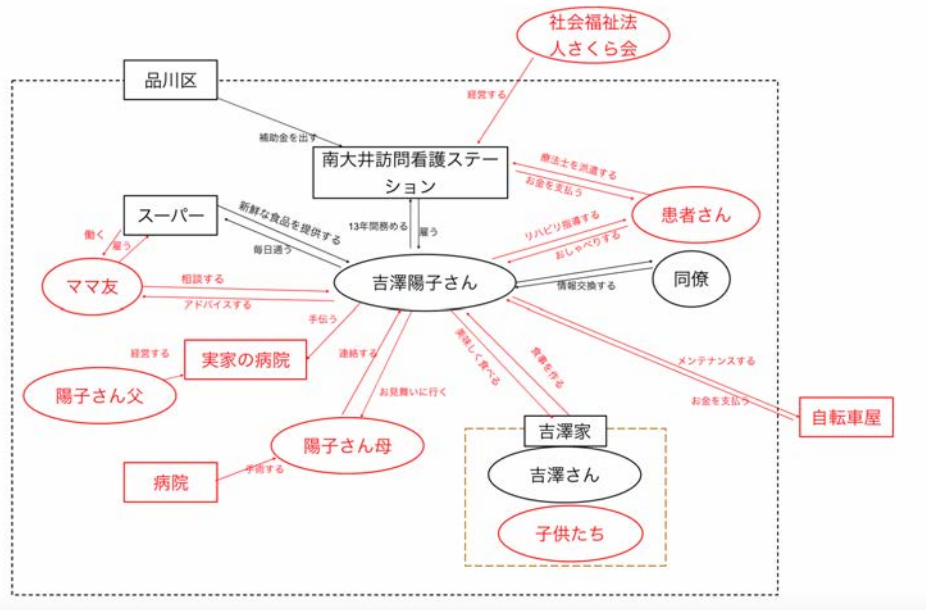 社会福祉法
人さくら会
品川区
経営する
補助金を出す
南大井訪問看護ステー
ション
療法士を派遣する
お金を支払う
スーパー
新鮮な食品を提供する
13年間務める
雇う
リハビリ指導する
患者さん
働く
雇う
毎日通う
おしゃべりする
ママ友
相談する
吉澤陽子さん
同僚
アドバイスする
情報交換する
手伝う
経営する
実家の病院
連絡する
美味しく食べる
食事を作る
メンテナンスする
陽子さん父
お見舞いに行く
お金を支払う
自転車屋
吉澤家
陽子さん母
手術する
吉澤さん
病院
子供たち